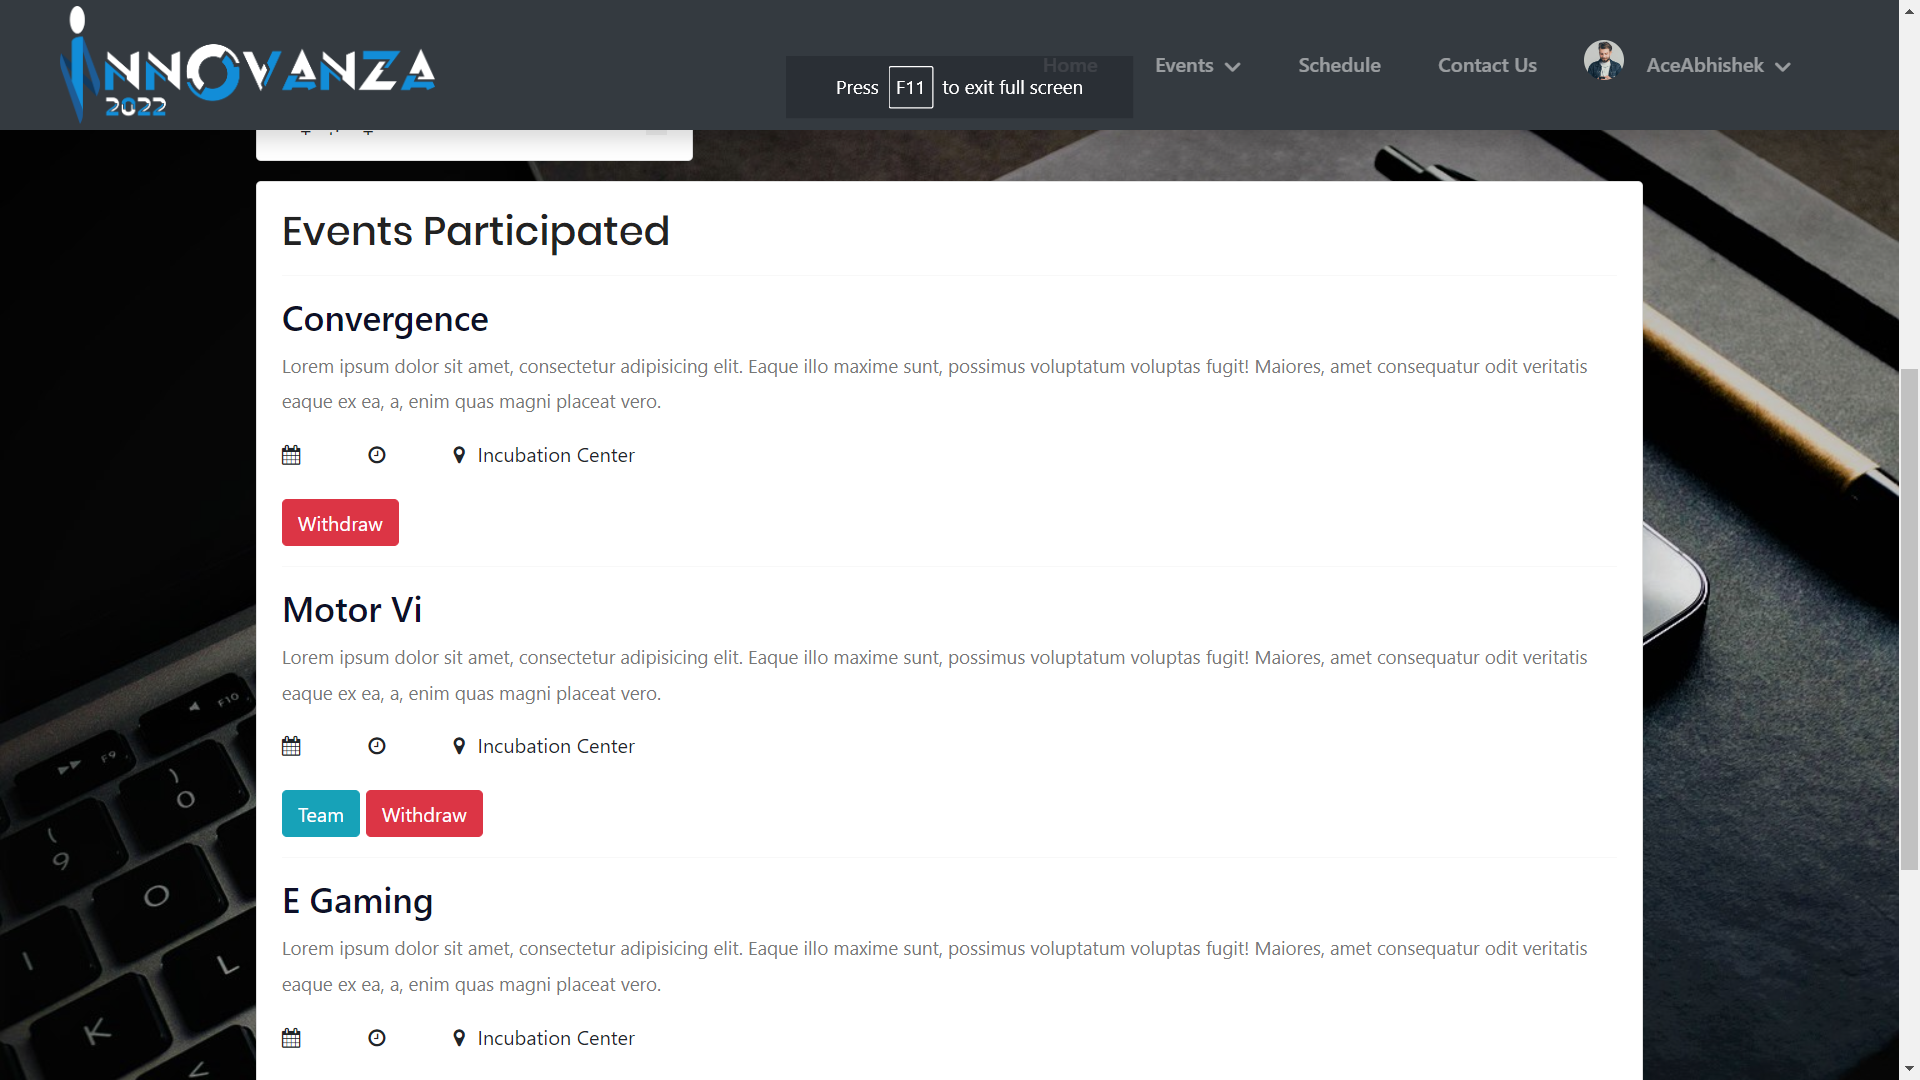 INNOVANZA
2022
Home
Events
Schedule
Contact Us
AceAbhishek
Press F11 to exit full screen
Events Participated
Convergence
Lorem ipsum dolor sit amet, consectetur adipisicing elit. Eaque illo maxime sunt, possimus voluptatum voluptas fugit! Maiores, amet consequatur odit veritatis
eaque ex ea, a, enim quas magni placeat vero.
Incubation Center
Withdraw
Motor Vi
Lorem ipsum dolor sit amet, consectetur adipisicing elit. Eaque illo maxime sunt, possimus voluptatum voluptas fugit! Maiores, amet consequatur odit veritatis
eaque ex ea, a, enim quas magni placeat vero.
Incubation Center
Team Withdraw
E Gaming
Lorem ipsum dolor sit amet, consectetur adipisicing elit. Eaque illo maxime sunt, possimus voluptatum voluptas fugit! Maiores, amet consequatur odit veritatis
eaque ex ea, a, enim quas magni placeat vero.
Incubation Center
F10
F9
)
0
(
9
O
I
L
K
<